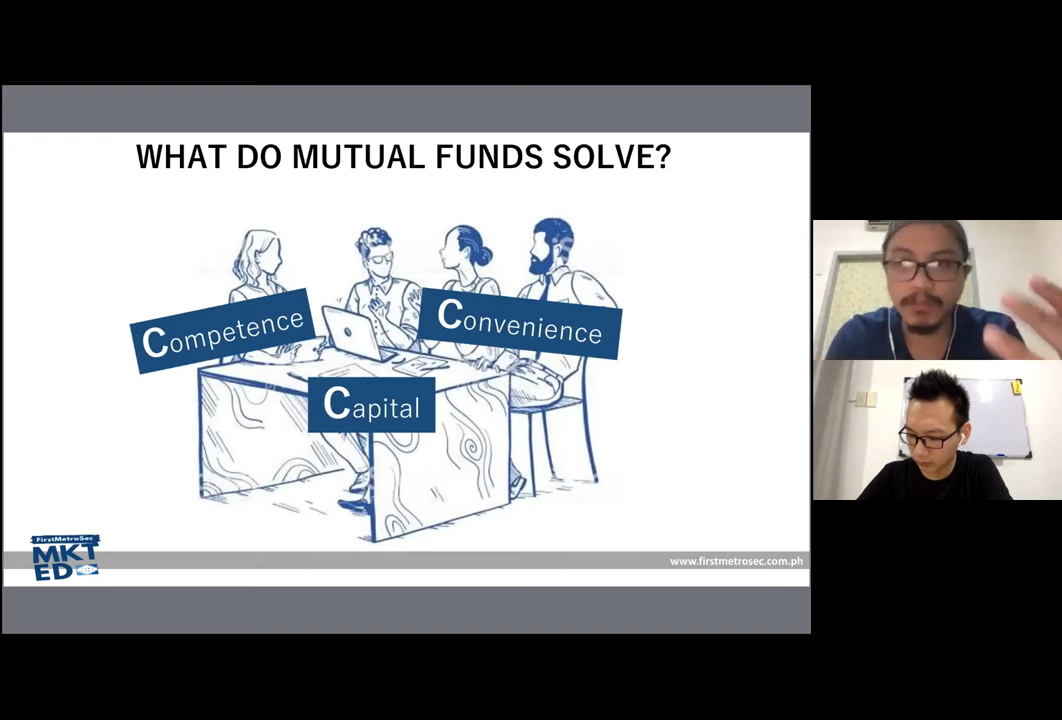 WHAT DO MUTUAL FUNDS SOLVE?
Competence
Convenience
Capital
FirstMetroSec
MKT
ED
www.firstmetrosec.com.ph